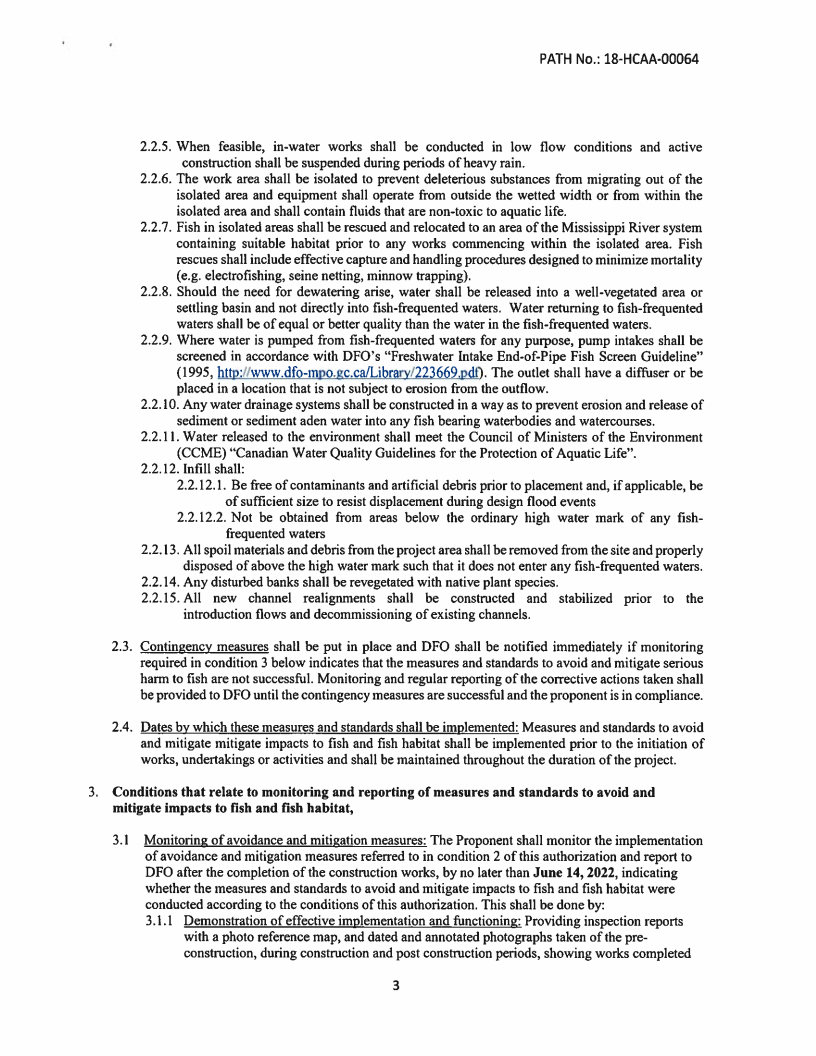 PATH No.: 18-HCAA-00064
2.2.5. When feasible, in-water works shall be conducted in low flow conditions and active
construction shall be suspended during periods of heavy rain.
2.2.6. The work area shall be isolated to prevent deleterious substances from migrating out of the
isolated area and equipment shall operate from outside the wetted width or from within the
isolated area and shall contain fluids that are non-toxic to aquatic life.
2.2.7. Fish in isolated areas shall be rescued and relocated to an area of the Mississippi River system
containing suitable habitat prior to any works commencing within the isolated area. Fish
rescues shall include effective capture and handling procedures designed to minimize mortality
(e.g. electrofishing, seine netting, minnow trapping).
2.2.8. Should the need for dewatering arise, water shall be released into a well-vegetated area or
settling basin and not directly into fish-frequented waters. Water returning to fish-frequented
waters shall be of equal or better quality than the water in the fish-frequented waters.
2.2.9. Where water is pumped from fish-frequented waters for any purpose, pump intakes shall be
screened in accordance with DFO's “Freshwater Intake End-of-Pipe Fish Screen Guideline”
(1995, http://www.dfo-mpo.gc.ca/Library/223669.pdf). The outlet shall have a diffuser or be
placed in a location that is not subject to erosion from the outflow.
2.2.10. Any water drainage systems shall be constructed in a way as to prevent erosion and release of
sediment or sediment aden water into any fish bearing waterbodies and watercourses.
2.2.11. Water released to the environment shall meet the Council of Ministers of the Environment
(CCME) “Canadian Water Quality Guidelines for the Protection of Aquatic Life”.
2.2.12. Infill shall:
2.2.12.1. Be free of contaminants and artificial debris prior to placement and, if applicable, be
of sufficient size to resist displacement during design flood events
2.2.12.2. Not be obtained from areas below the ordinary high water mark of any fish-
frequented waters
2.2.13. All spoil materials and debris from the project area shall be removed from the site and properly
disposed of above the high water mark such that it does not enter any fish-frequented waters.
2.2.14. Any disturbed banks shall be revegetated with native plant species.
2.2.15. All new channel realignments shall be constructed and stabilized prior to the
introduction flows and decommissioning of existing channels.
2.3. Contingency measures shall be put in place and DFO shall be notified immediately if monitoring
required in condition 3 below indicates that the measures and standards to avoid and mitigate serious
harm to fish are not successful. Monitoring and regular reporting of the corrective actions taken shall
be provided to DFO until the contingency measures are successful and the proponent is in compliance.
2.4. Dates by which these measures and standards shall be implemented: Measures and standards to avoid
and mitigate mitigate impacts to fish and fish habitat shall be implemented prior to the initiation of
works, undertakings or activities and shall be maintained throughout the duration of the project.
3. Conditions that relate to monitoring and reporting of measures and standards to avoid and
mitigate impacts to fish and fish habitat,
3.1 Monitoring of avoidance and mitigation measures: The Proponent shall monitor the implementation
of avoidance and mitigation measures referred to in condition 2 of this authorization and report to
DFO after the completion of the construction works, by no later than June 14, 2022, indicating
whether the measures and standards to avoid and mitigate impacts to fish and fish habitat were
conducted according to the conditions of this authorization. This shall be done by:
3.1.1 Demonstration of effective implementation and functioning: Providing inspection reports
with a photo reference map, and dated and annotated photographs taken of the pre-
construction, during construction and post construction periods, showing works completed
3